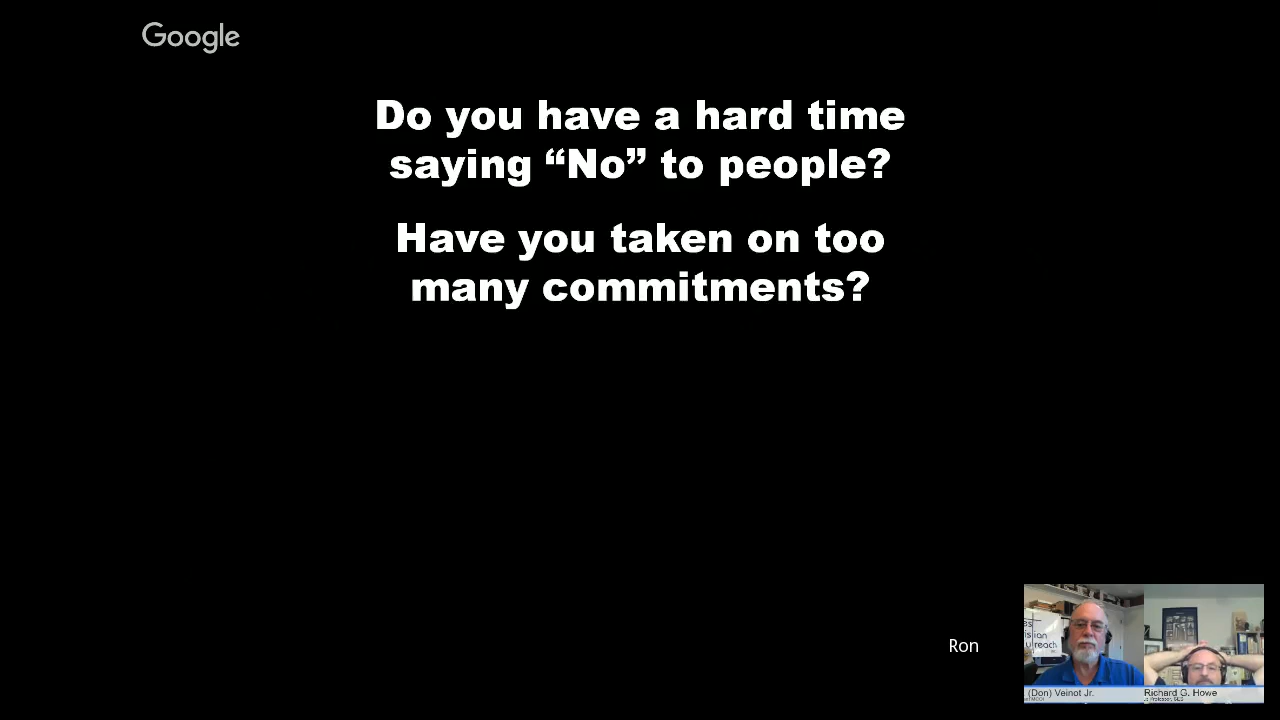 Google
Do you have a hard time
saying “No” to people?
Have you taken on too
many commitments?
Ron
(Don) Veinot Jr.
Richard G. Howe